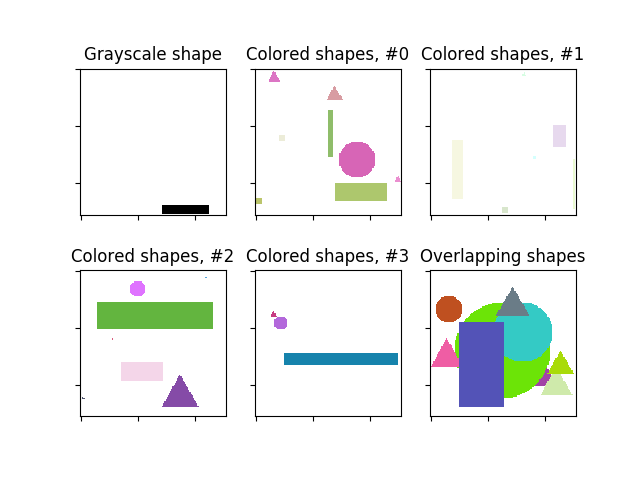 Grayscale shape
Colored shapes, #0
Colored shapes, #1
Colored shapes, #2
Colored shapes, #3
Overlapping shapes